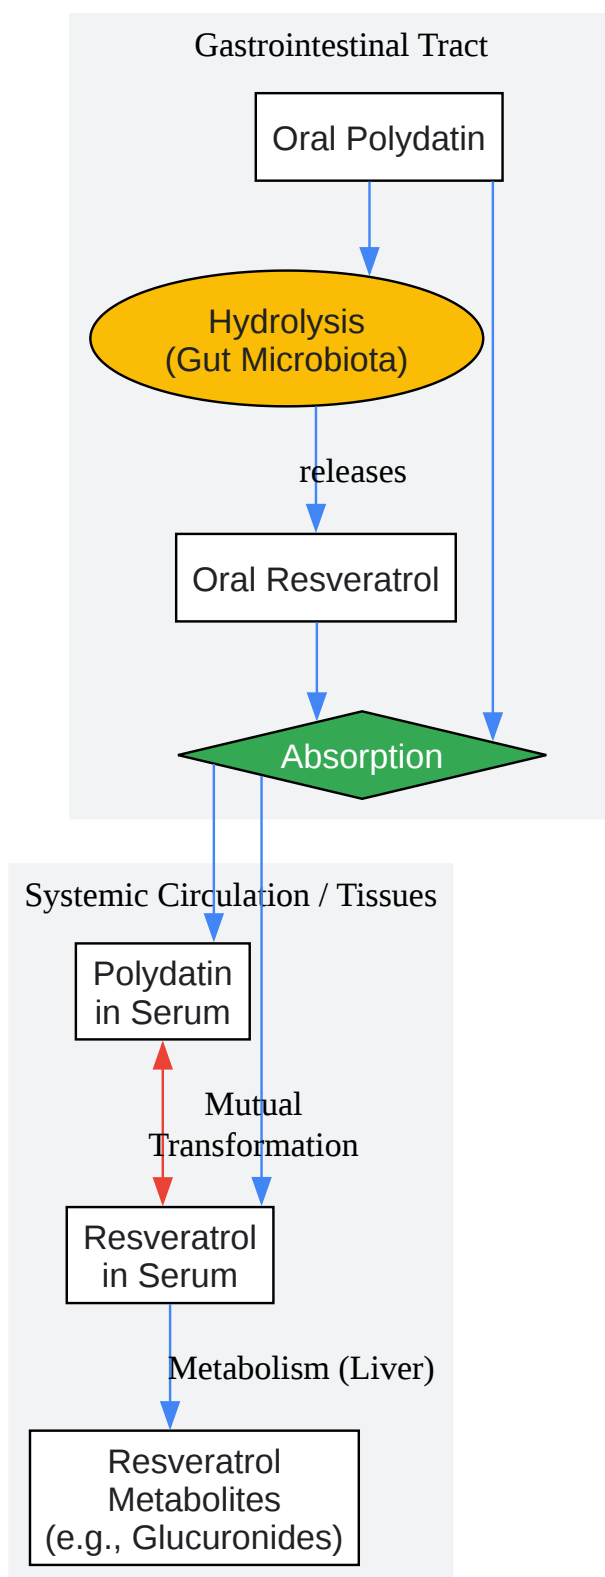 Gastrointestinal Tract
Oral Polydatin
Hydrolysis
(Gut Microbiota)
releases
Oral Resveratrol
Absorption
Systemic Circulation / Tissues
Polydatin
in Serum
Mutual
Transformation
Resveratrol
in Serum
Metabolism (Liver)
Resveratrol
Metabolites
(e.g., Glucuronides)